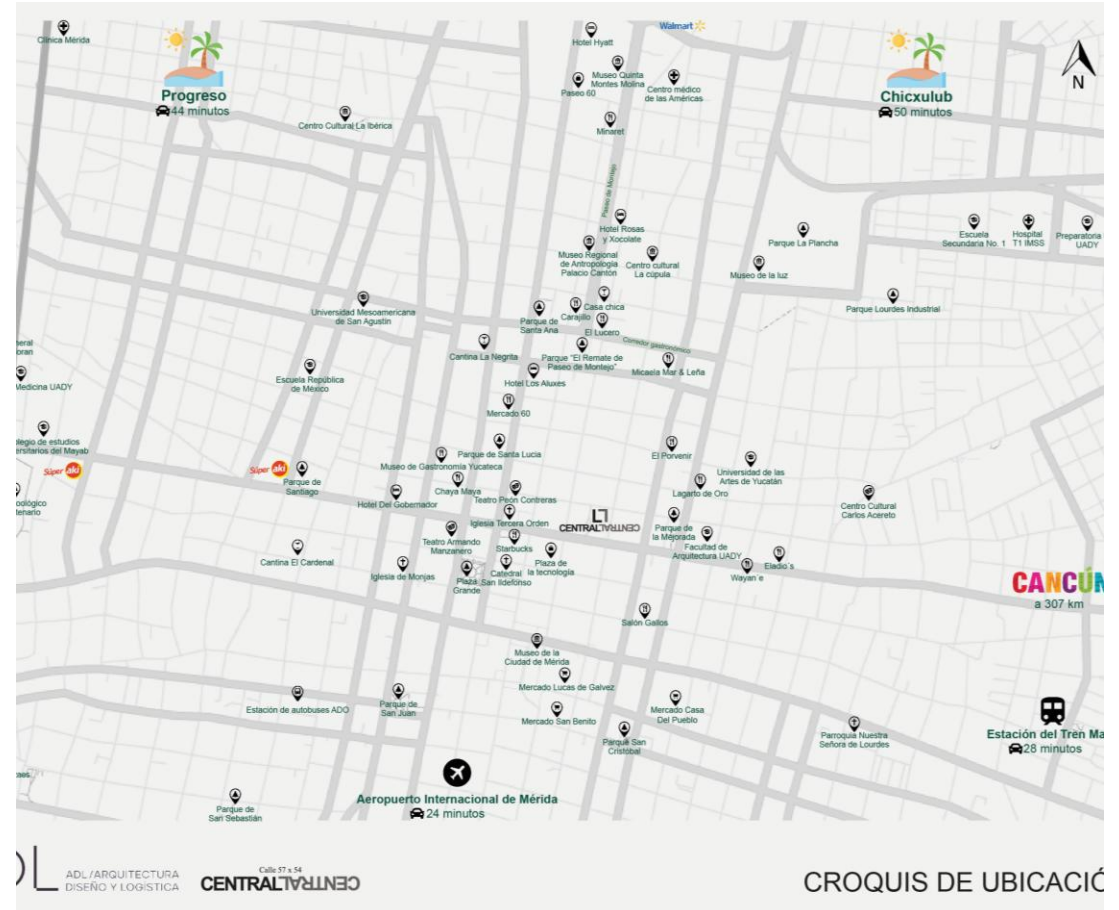 Clínica Mérida
Hotel Hyatt
Walmart
Museo Quinta
Montes Molina
Paseo 60
Centro médico
de las Américas
N
Progreso
44 minutos
Chicxulub
50 minutos
Centro Cultural La Ibérica
Minaret
Paseo de Montejo
Hotel Rosas
y Xocolate
Parque La Plancha
Escuela
Secundaria No. 1
Hospital
T1 IMSS
Preparatoria
UADY
Museo Regional
de Antropología
Palacio Cantón
Centro cultural
La cúpula
Museo de la luz
Universidad Mesoamericana
de San Agustín
Parque de
Santa Ana
Carajillo
Casa chica
El Lucero
Parque Lourdes Industrial
Corredor gastronómico
Cantina La Negrita
Parque "El Remate de
Paseo de Montejo"
Micaela Mar & Leña
Medicina UADY
Escuela República
de México
Hotel Los Aluxes
Mercado 60
Súper aki
Súper aki
Parque de
Santiago
Parque de Santa Lucia
Museo de Gastronomía Yucateca
El Porvenir
Chaya Maya
Teatro Peón Contreras
Hotel Del Gobernador
Lagarto de Oro
Universidad de las
Artes de Yucatán
Centro Cultural
Carlos Acereto
Iglesia Tercera Orden
CENTRAL CENTRAL
Parque de
la Mejorada
Facultad de
Arquitectura UADY
Teatro Armando
Manzanero
Starbucks
Plaza de
la tecnología
Cantina El Cardenal
Iglesia de Monjas
Plaza
Grande
Catedral
San Ildefonso
Wayan´e
Eladio´s
CANCÚN
a 307 km
Salón Gallos
Museo de la
Ciudad de Mérida
Mercado Lucas de Galvez
Estación de autobuses ADO
Parque de
San Juan
Mercado San Benito
Mercado Casa
Del Pueblo
Parque San
Cristóbal
Parroquia Nuestra
Señora de Lourdes
Estación del Tren Ma
28 minutos
Aeropuerto Internacional de Mérida
24 minutos
Parque de
San Sebastián
DL
ADL/ARQUITECTURA
DISEÑO Y LOGÍSTICA
Calle 57 x 54
CENTRAL CENTRAL
CROQUIS DE UBICACIÓ